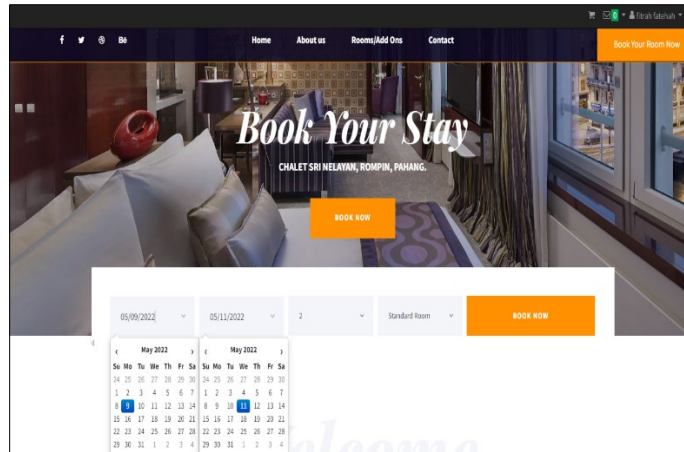 0 fitrah fatehah
Bē Home About us Rooms/Add Ons Contact Book Your Room Now
Book Your Stay
CHALET SRI NELAYAN, ROMPIN, PAHANG.
BOOK NOW
05/09/2022 05/11/2022 2 Standard Room BOOK NOW
May 2022 May 2022
Su Mo Tu We Th Fr Sa Su Mo Tu We Th Fr Sa
24 25 26 27 28 29 30 24 25 26 27 28 29 30
1 2 3 4 5 6 7 1 2 3 4 5 6 7
8 9 10 11 12 13 14 8 9 10 11 12 13 14
15 16 17 18 19 20 21 15 16 17 18 19 20 21
22 23 24 25 26 27 28 22 23 24 25 26 27 28
29 30 31 1 2 3 4 29 30 31 1 2 3 4
Welcome